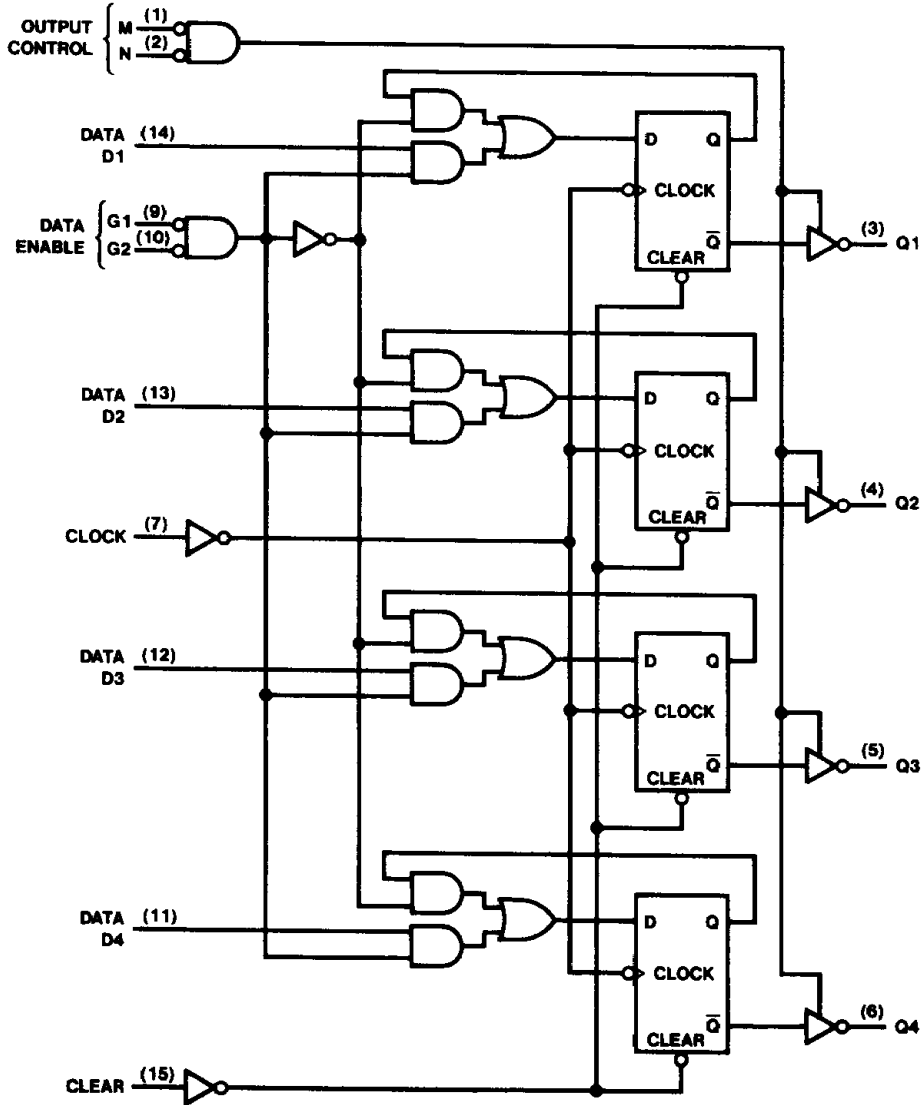 OUTPUT CONTROL
M (1)
N (2)
DATA D1 (14)
D Q
CLOCK
Q̅
CLEAR
(3) Q1
DATA ENABLE
G1 (9)
G2 (10)
DATA D2 (13)
D Q
CLOCK
Q̅
CLEAR
(4) Q2
CLOCK (7)
DATA D3 (12)
D Q
CLOCK
Q̅
CLEAR
(5) Q3
DATA D4 (11)
D Q
CLOCK
Q̅
CLEAR
(6) Q4
CLEAR (15)